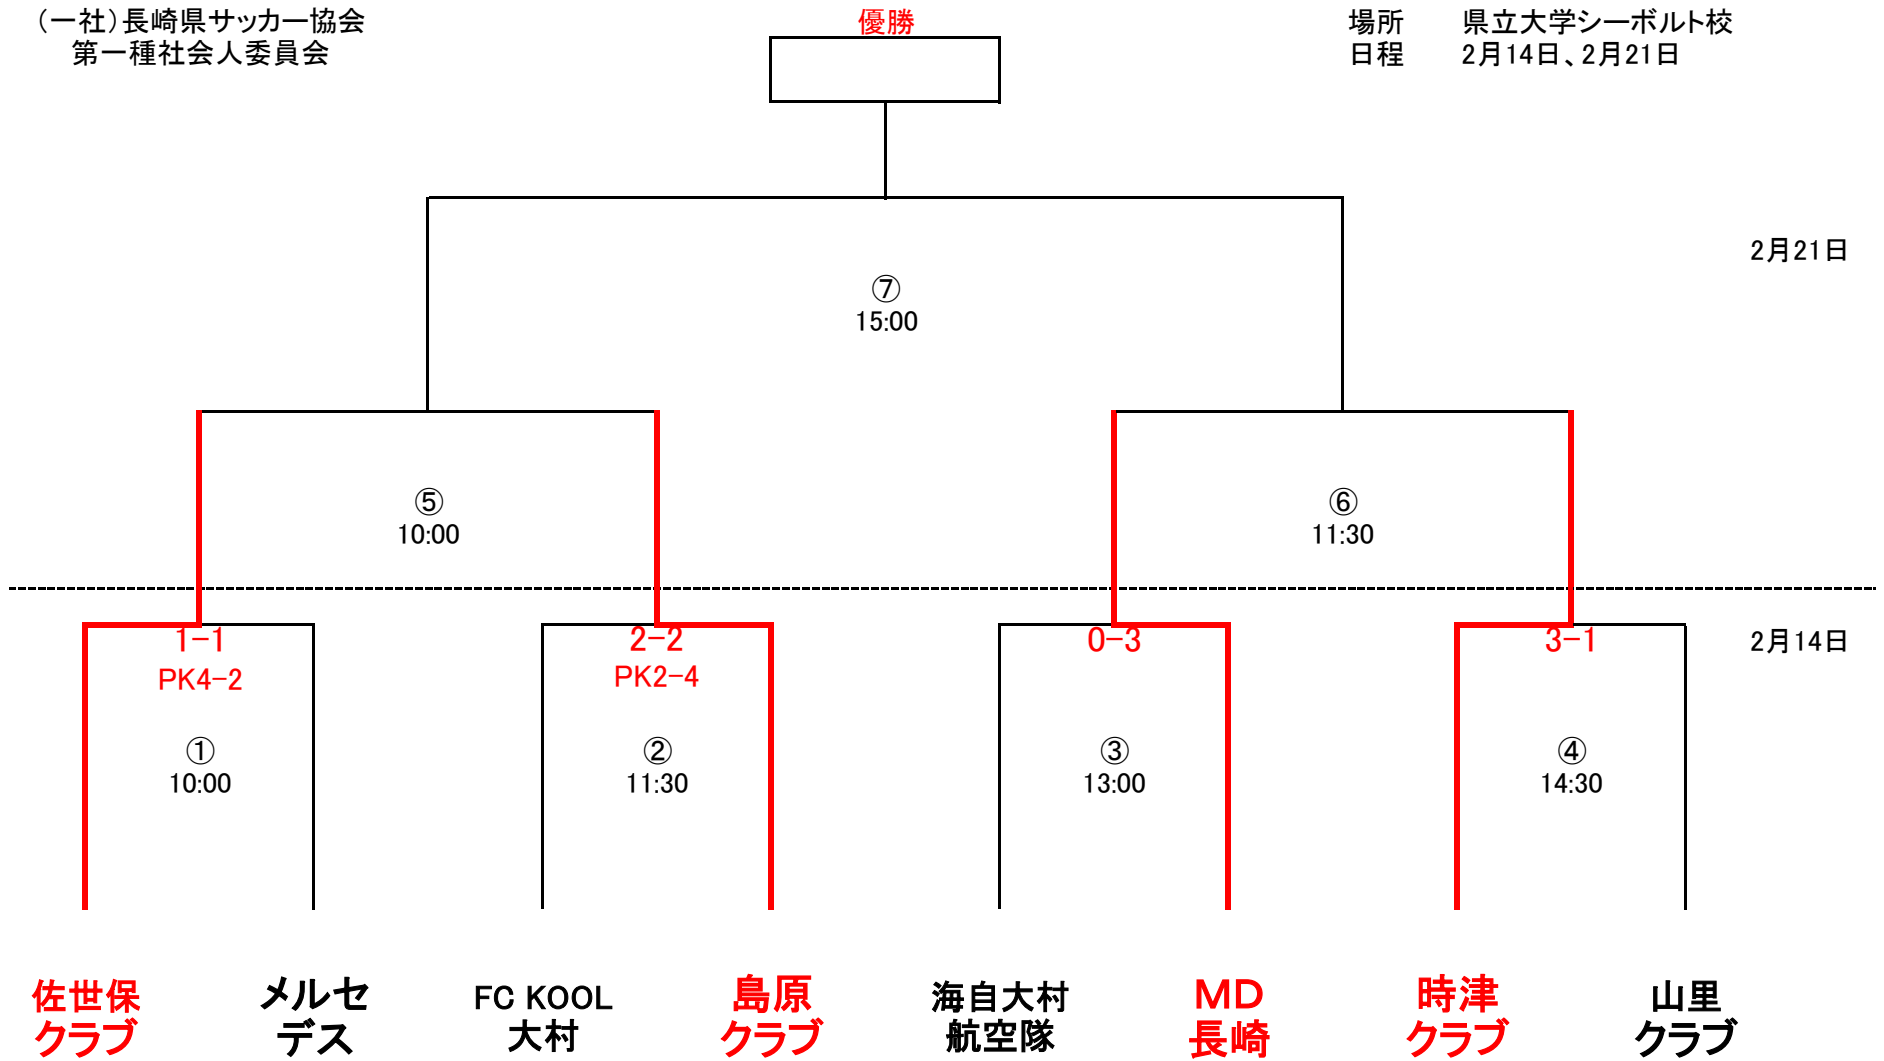 （一社）長崎県サッカー協会
第一種社会人委員会
優勝
場所 県立大学シーボルト校
日程 2月14日、2月21日
2月21日
⑦
15:00
⑤
10:00
⑥
11:30
1-1
PK4-2
2-2
PK2-4
0-3
3-1
2月14日
①
10:00
②
11:30
③
13:00
④
14:30
佐世保
クラブ
メルセ
デス
FC KOOL
大村
島原
クラブ
海自大村
航空隊
ＭＤ
長崎
時津
クラブ
山里
クラブ